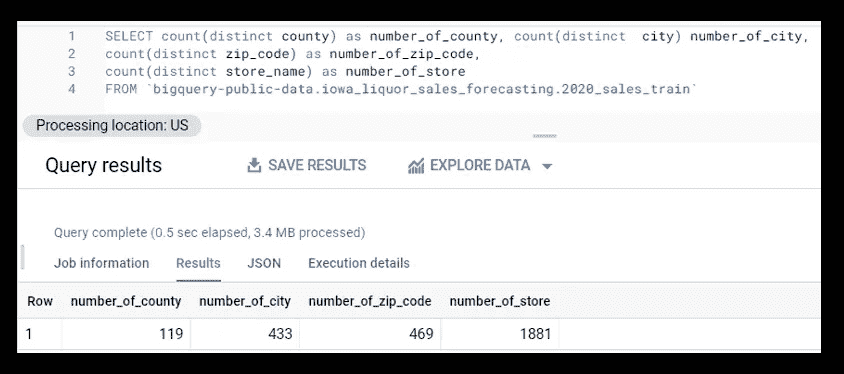 1 SELECT count(distinct county) as number_of_county, count(distinct city) number_of_city,
2 count(distinct zip_code) as number_of_zip_code,
3 count(distinct store_name) as number_of_store
4 FROM `bigquery-public-data.iowa_liquor_sales_forecasting.2020_sales_train`
Processing location: US
Query results SAVE RESULTS EXPLORE DATA
Query complete (0.5 sec elapsed, 3.4 MB processed)
Job information Results JSON Execution details
Row number_of_county number_of_city number_of_zip_code number_of_store
1 119 433 469 1881